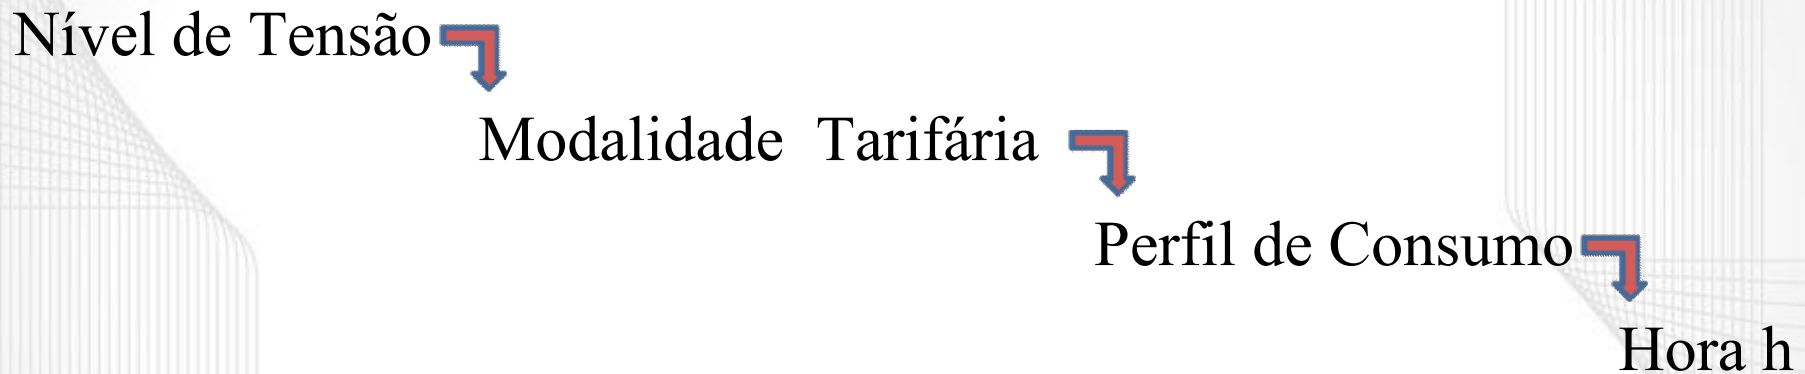 Nível de Tensão
Modalidade Tarifária
Perfil de Consumo
Hora h